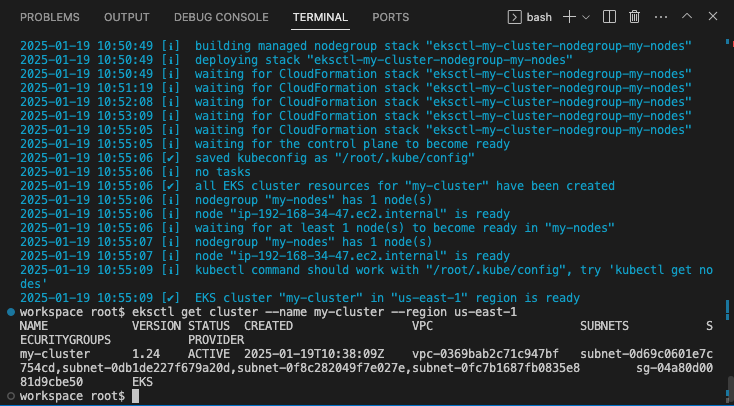 PROBLEMS OUTPUT DEBUG CONSOLE TERMINAL PORTS bash
2025-01-19 10:50:49 [ℹ]  building managed nodegroup stack "eksctl-my-cluster-nodegroup-my-nodes"
2025-01-19 10:50:49 [ℹ]  deploying stack "eksctl-my-cluster-nodegroup-my-nodes"
2025-01-19 10:50:49 [ℹ]  waiting for CloudFormation stack "eksctl-my-cluster-nodegroup-my-nodes"
2025-01-19 10:51:19 [ℹ]  waiting for CloudFormation stack "eksctl-my-cluster-nodegroup-my-nodes"
2025-01-19 10:52:08 [ℹ]  waiting for CloudFormation stack "eksctl-my-cluster-nodegroup-my-nodes"
2025-01-19 10:53:09 [ℹ]  waiting for CloudFormation stack "eksctl-my-cluster-nodegroup-my-nodes"
2025-01-19 10:55:05 [ℹ]  waiting for CloudFormation stack "eksctl-my-cluster-nodegroup-my-nodes"
2025-01-19 10:55:05 [ℹ]  waiting for the control plane to become ready
2025-01-19 10:55:06 [✔]  saved kubeconfig as "/root/.kube/config"
2025-01-19 10:55:06 [ℹ]  no tasks
2025-01-19 10:55:06 [✔]  all EKS cluster resources for "my-cluster" have been created
2025-01-19 10:55:06 [ℹ]  nodegroup "my-nodes" has 1 node(s)
2025-01-19 10:55:06 [ℹ]  node "ip-192-168-34-47.ec2.internal" is ready
2025-01-19 10:55:06 [ℹ]  waiting for at least 1 node(s) to become ready in "my-nodes"
2025-01-19 10:55:07 [ℹ]  nodegroup "my-nodes" has 1 node(s)
2025-01-19 10:55:07 [ℹ]  node "ip-192-168-34-47.ec2.internal" is ready
2025-01-19 10:55:09 [ℹ]  kubectl command should work with "/root/.kube/config", try 'kubectl get no
des'
2025-01-19 10:55:09 [✔]  EKS cluster "my-cluster" in "us-east-1" region is ready
workspace root$ eksctl get cluster --name my-cluster --region us-east-1
NAME VERSION STATUS CREATED VPC SUBNETS S
ECURITYGROUPS PROVIDER
my-cluster 1.24 ACTIVE 2025-01-19T10:38:09Z vpc-0369bab2c71c947bf subnet-0d69c0601e7c
754cd,subnet-0db1de227f679a20d,subnet-0f8c282049f7e027e,subnet-0fc7b1687fb0835e8 sg-04a80d00
81d9cbe50 EKS
workspace root$